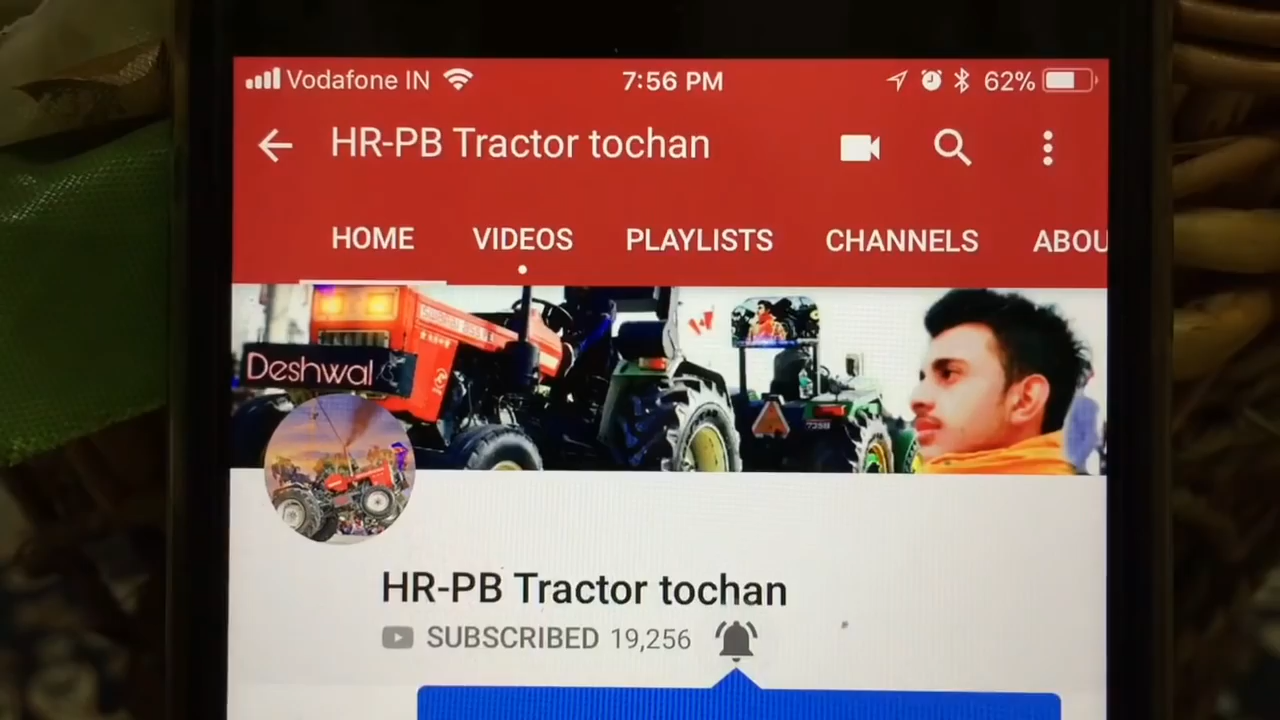 Vodafone IN 7:56 PM 62%
HR-PB Tractor tochan
HOME VIDEOS PLAYLISTS CHANNELS ABOU
Deshwal
HR-PB Tractor tochan
SUBSCRIBED 19,256